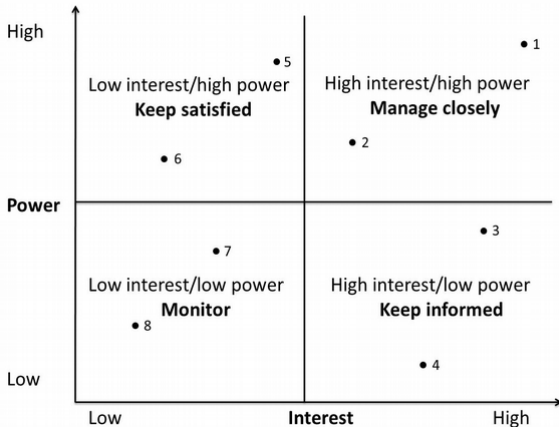 High
1
5
Low interest/high power
Keep satisfied
High interest/high power
Manage closely
2
6
Power
3
7
Low interest/low power
Monitor
High interest/low power
Keep informed
8
4
Low
Low
Interest
High